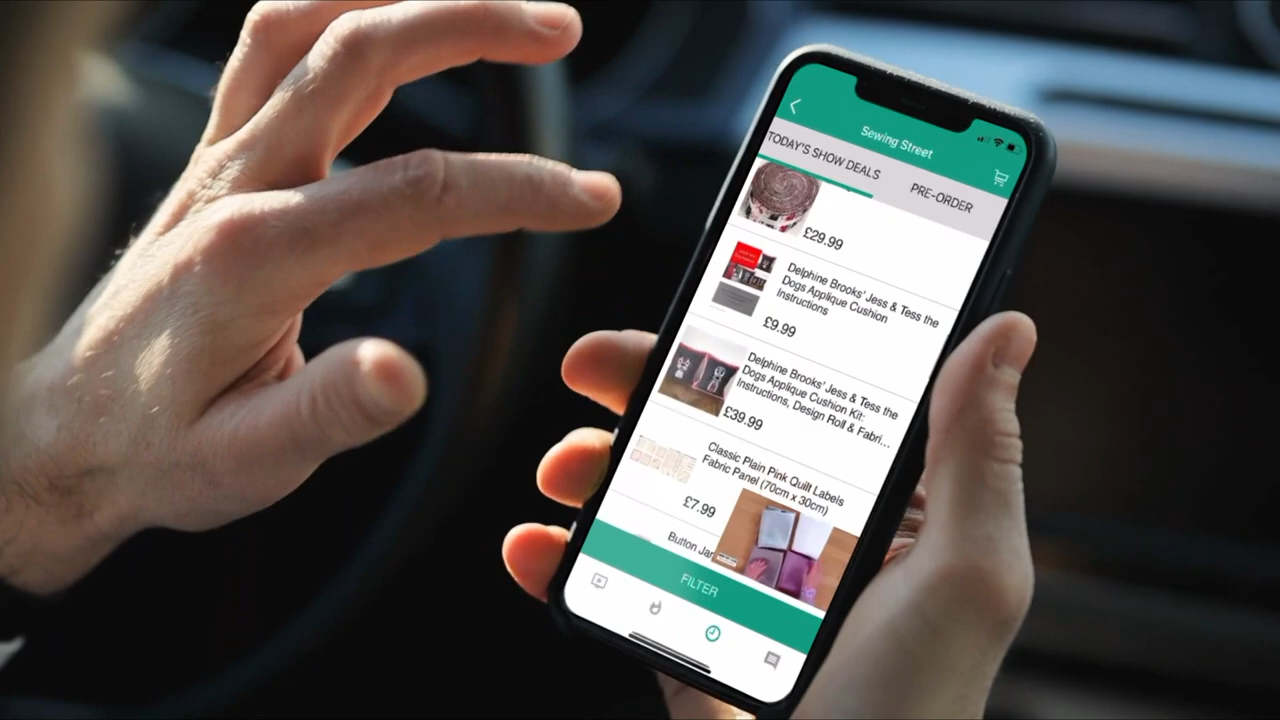 Sewing Street
TODAY'S SHOW DEALS
PRE-ORDER
£29.99
Delphine Brooks' Jess & Tess the
Dogs Applique Cushion
Instructions
£9.99
Delphine Brooks' Jess & Tess the
Dogs Applique Cushion Kit:
Instructions, Design Roll & Fabri...
£39.99
Classic Plain Pink Quilt Labels
Fabric Panel (70cm x 30cm)
£7.99
Button Jar
FILTER